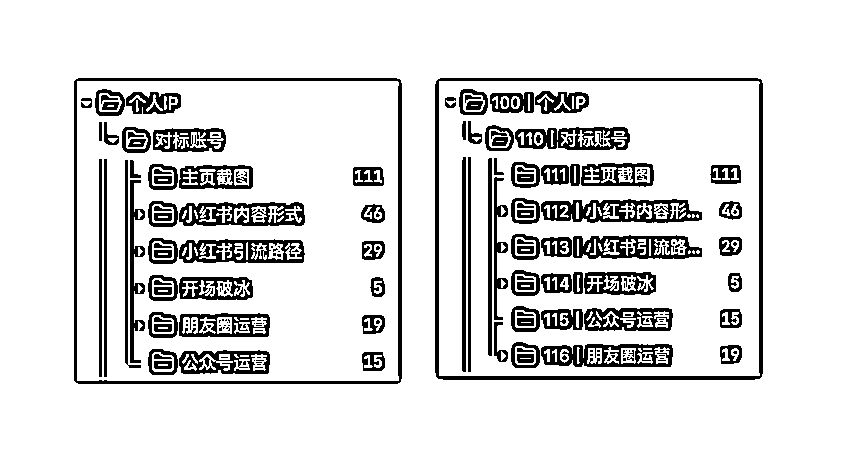 个人IP
对标账号
主页截图 111
小红书内容形式 46
小红书引流路径 29
开场破冰 5
朋友圈运营 19
公众号运营 15
100 | 个人IP
110 | 对标账号
111 | 主页截图 111
112 | 小红书内容形... 46
113 | 小红书引流路... 29
114 | 开场破冰 5
115 | 公众号运营 15
116 | 朋友圈运营 19